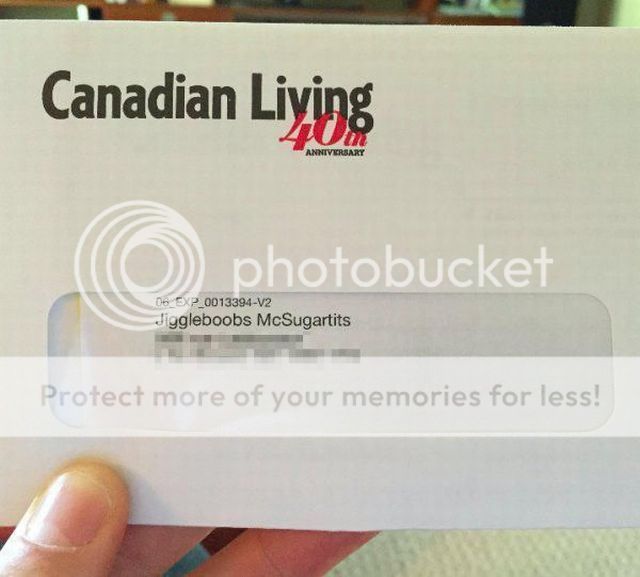 Canadian Living
40th
ANNIVERSARY
photobucket
06_EXP_0013394-V2
Jiggleboobs McSugartits
Protect more of your memories for less!